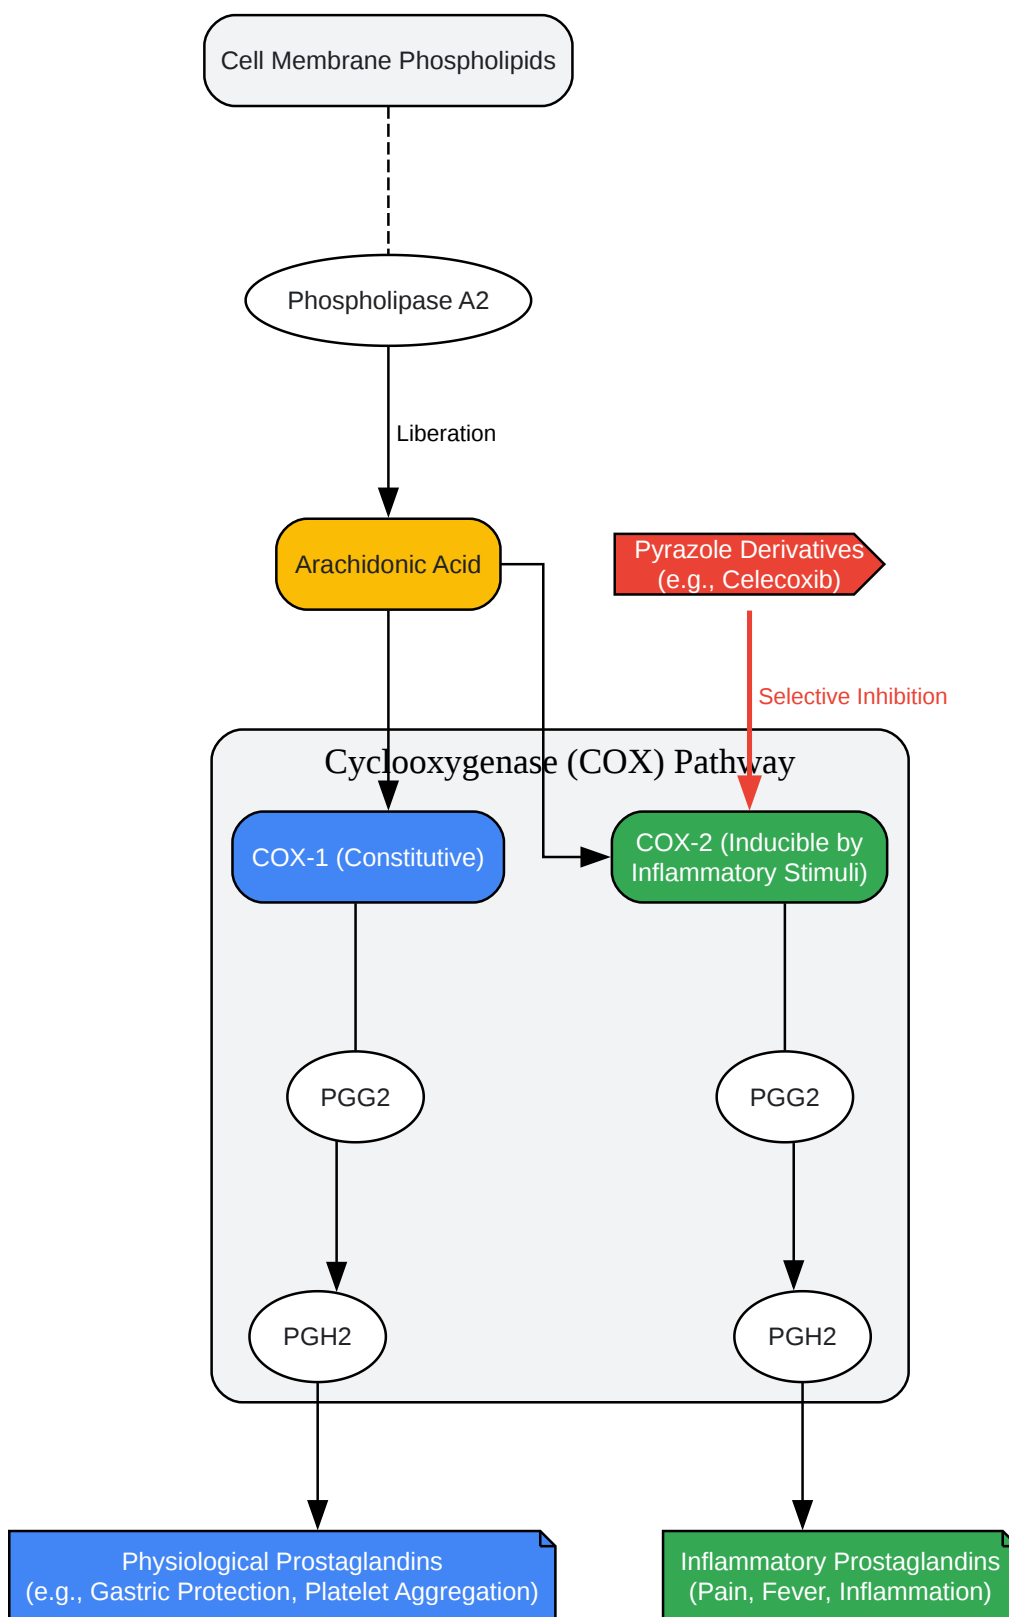 Cell Membrane Phospholipids
Phospholipase A2
Liberation
Arachidonic Acid
Pyrazole Derivatives
(e.g., Celecoxib)
Selective Inhibition
Cyclooxygenase (COX) Pathway
COX-1 (Constitutive)
COX-2 (Inducible by
Inflammatory Stimuli)
PGG2
PGG2
PGH2
PGH2
Physiological Prostaglandins
(e.g., Gastric Protection, Platelet Aggregation)
Inflammatory Prostaglandins
(Pain, Fever, Inflammation)